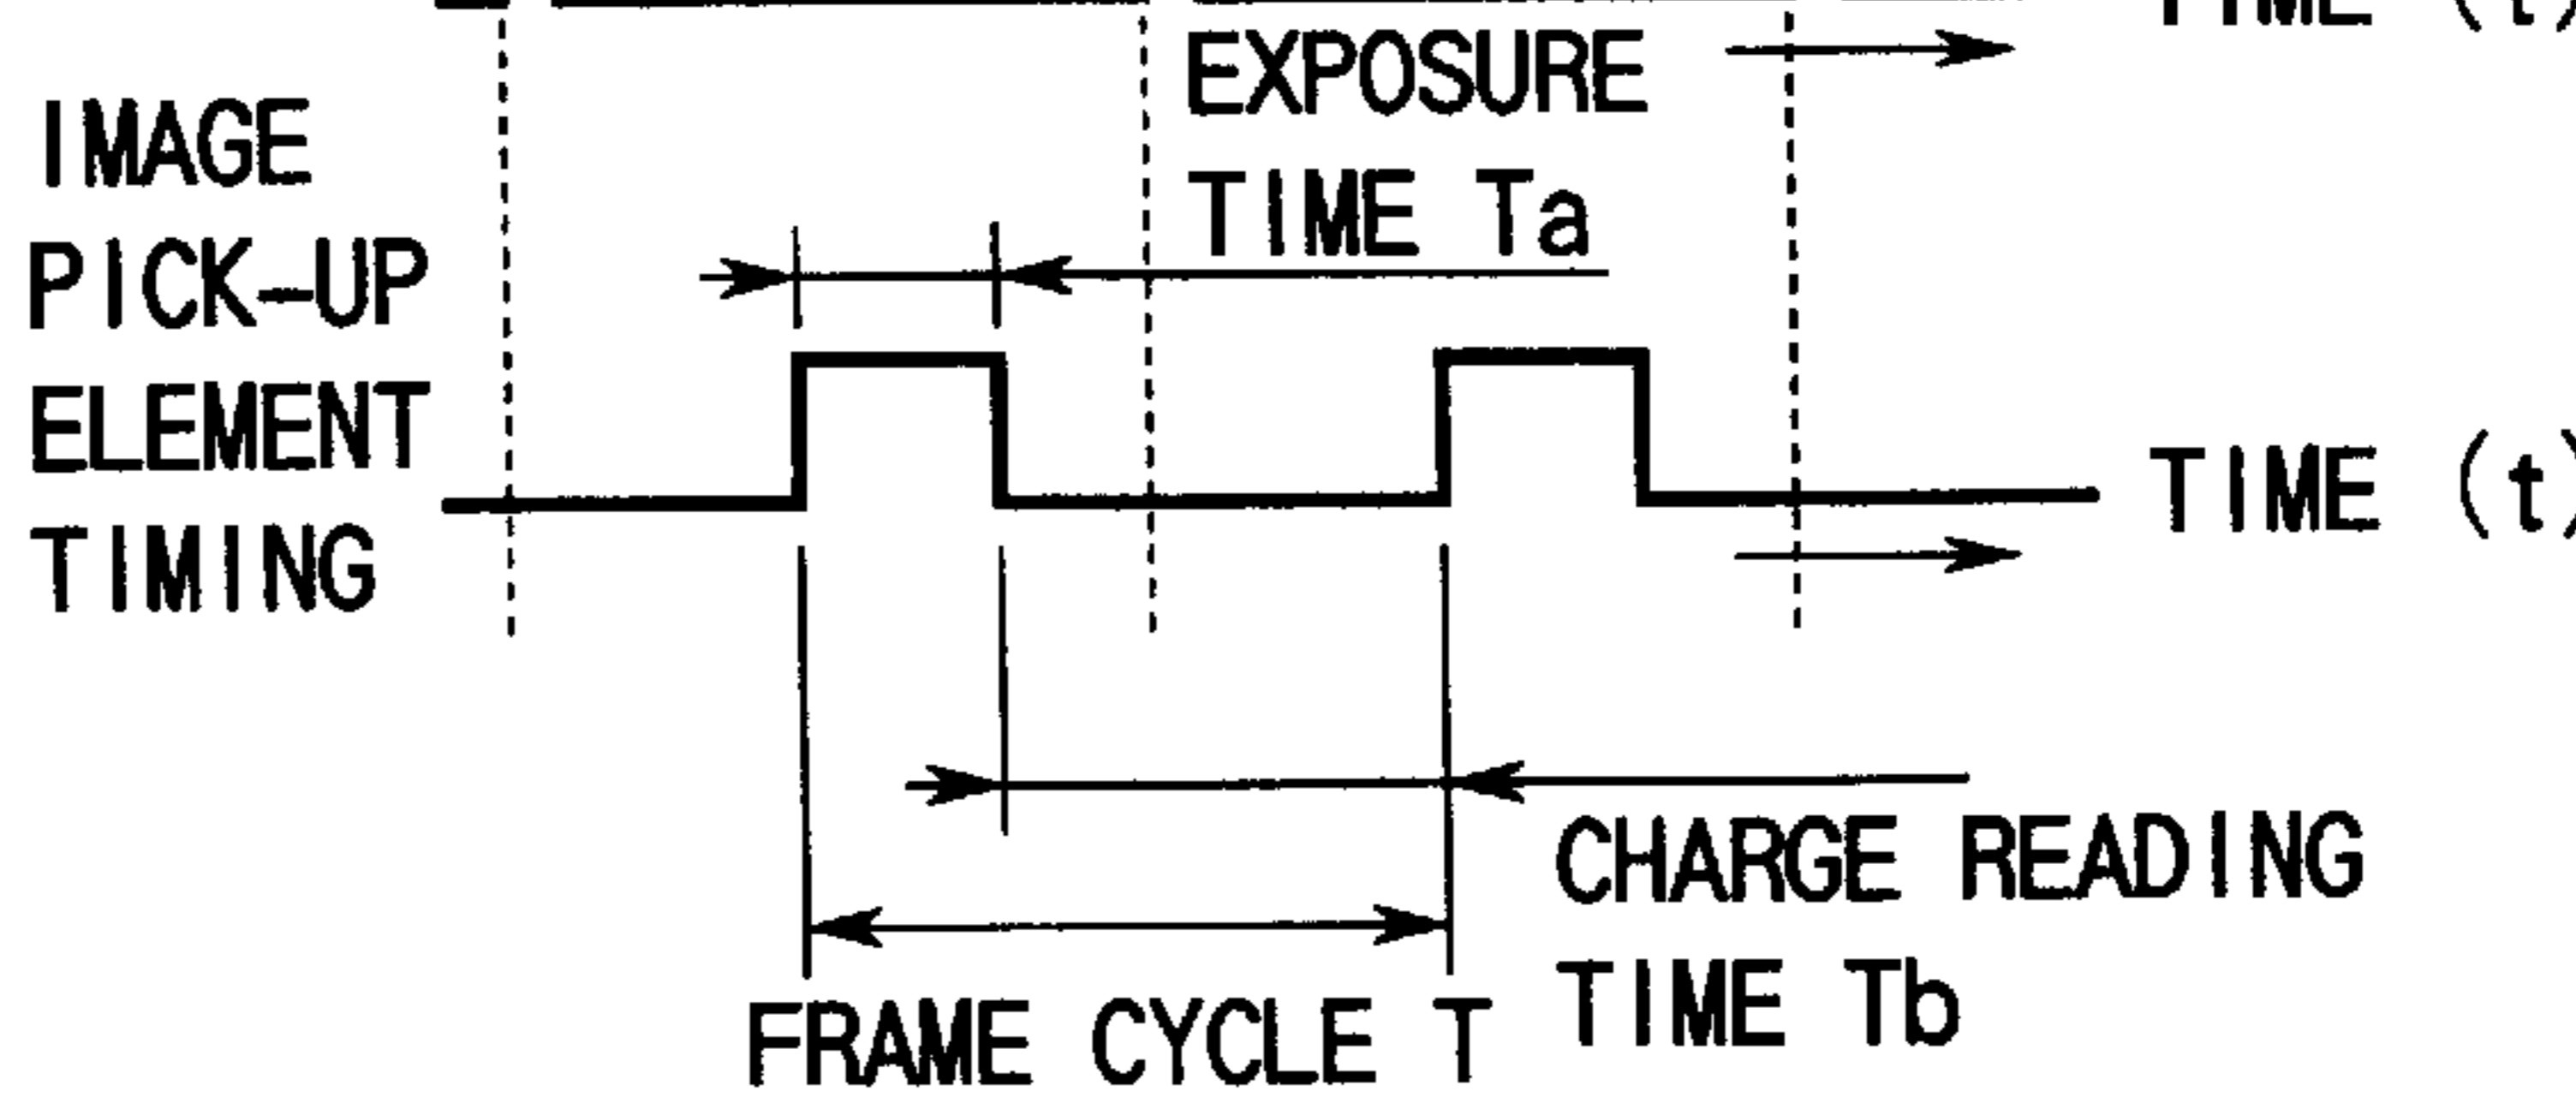 TIME (t)
EXPOSURE
TIME Ta
IMAGE
PICK-UP
ELEMENT
TIMING
TIME (t)
CHARGE READING
TIME Tb
FRAME CYCLE T